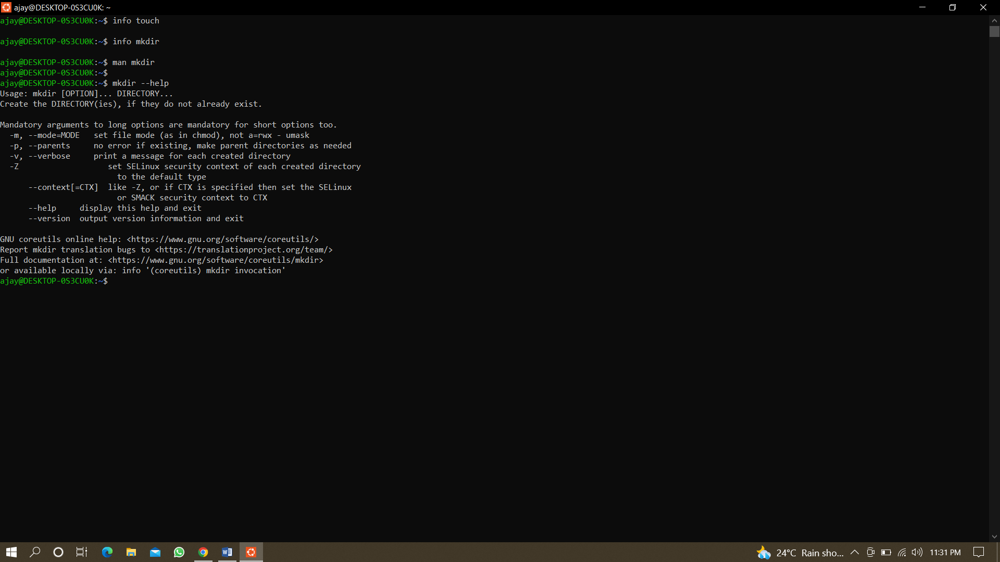 ajay@DESKTOP-0S3CU0K: ~
ajay@DESKTOP-0S3CU0K:~$ info touch
ajay@DESKTOP-0S3CU0K:~$ info mkdir
ajay@DESKTOP-0S3CU0K:~$ man mkdir
ajay@DESKTOP-0S3CU0K:~$
ajay@DESKTOP-0S3CU0K:~$ mkdir --help
Usage: mkdir [OPTION]... DIRECTORY...
Create the DIRECTORY(ies), if they do not already exist.
Mandatory arguments to long options are mandatory for short options too.
  -m, --mode=MODE   set file mode (as in chmod), not a=rwx - umask
  -p, --parents     no error if existing, make parent directories as needed
  -v, --verbose     print a message for each created directory
  -Z                   set SELinux security context of each created directory
                         to the default type
      --context[=CTX]  like -Z, or if CTX is specified then set the SELinux
                         or SMACK security context to CTX
      --help     display this help and exit
      --version  output version information and exit
GNU coreutils online help: <https://www.gnu.org/software/coreutils/>
Report mkdir translation bugs to <https://translationproject.org/team/>
Full documentation at: <https://www.gnu.org/software/coreutils/mkdir>
or available locally via: info '(coreutils) mkdir invocation'
ajay@DESKTOP-0S3CU0K:~$
24°C Rain sho... 11:31 PM